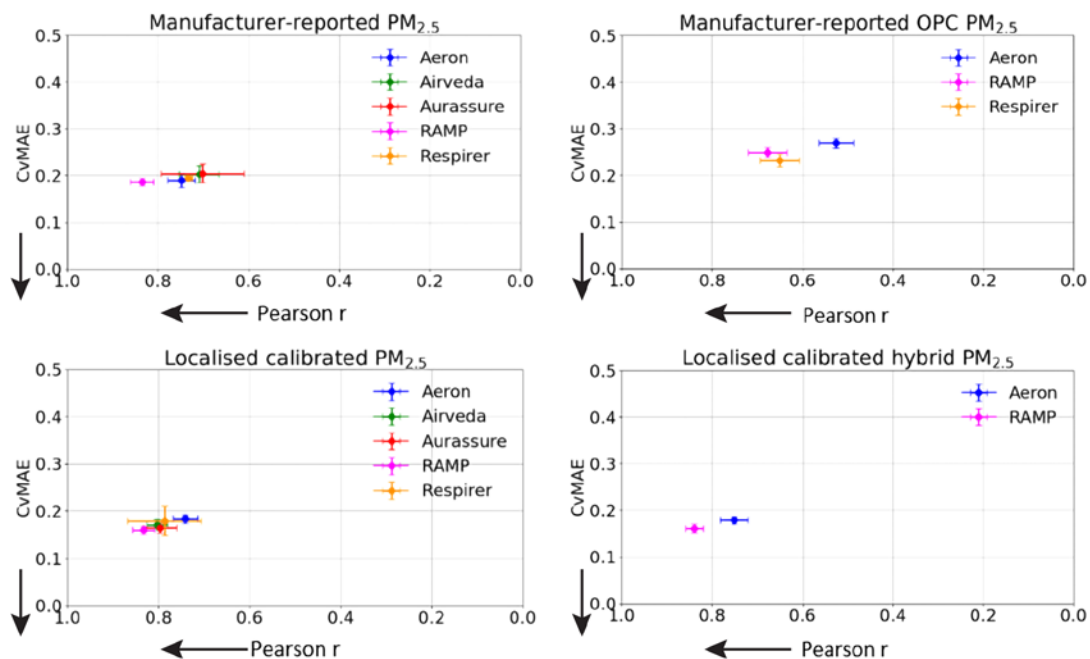 Manufacturer-reported PM2.5
0.5
0.4
0.3
0.2
0.1
0.0
CvMAE
Aeron
Airveda
Aurassure
RAMP
Respirer
1.0 0.8 0.6 0.4 0.2 0.0
Pearson r
Manufacturer-reported OPC PM2.5
0.5
0.4
0.3
0.2
0.1
0.0
CvMAE
Aeron
RAMP
Respirer
1.0 0.8 0.6 0.4 0.2 0.0
Pearson r
Localised calibrated PM2.5
0.5
0.4
0.3
0.2
0.1
0.0
CvMAE
Aeron
Airveda
Aurassure
RAMP
Respirer
1.0 0.8 0.6 0.4 0.2 0.0
Pearson r
Localised calibrated hybrid PM2.5
0.5
0.4
0.3
0.2
0.1
0.0
CvMAE
Aeron
RAMP
1.0 0.8 0.6 0.4 0.2 0.0
Pearson r